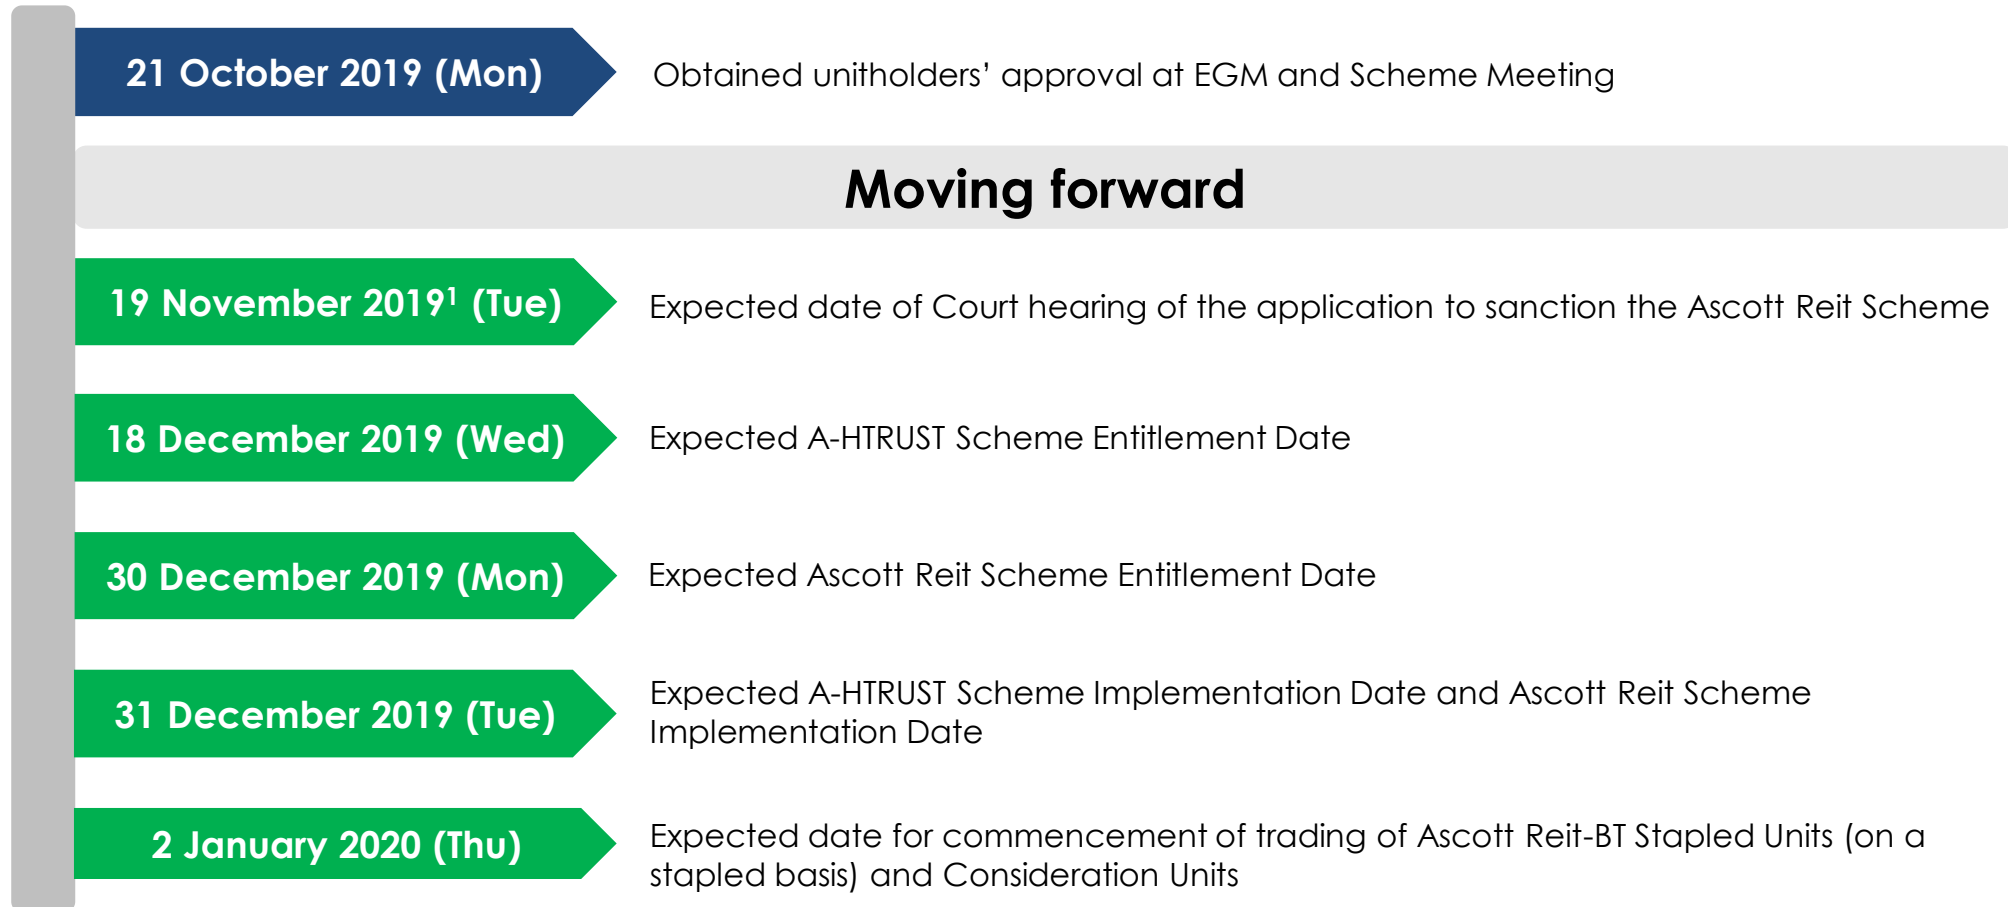 21 October 2019 (Mon)
Obtained unitholders’ approval at EGM and Scheme Meeting
Moving forward
19 November 2019¹ (Tue)
Expected date of Court hearing of the application to sanction the Ascott Reit Scheme
18 December 2019 (Wed)
Expected A-HTRUST Scheme Entitlement Date
30 December 2019 (Mon)
Expected Ascott Reit Scheme Entitlement Date
31 December 2019 (Tue)
Expected A-HTRUST Scheme Implementation Date and Ascott Reit Scheme
Implementation Date
2 January 2020 (Thu)
Expected date for commencement of trading of Ascott Reit-BT Stapled Units (on a
stapled basis) and Consideration Units